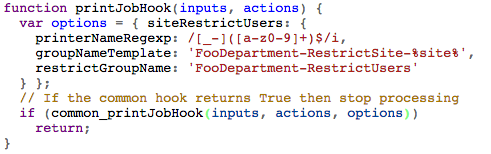 function printJobHook(inputs, actions) {
  var options = { siteRestrictUsers: {
    printerNameRegexp: /[_-]([a-z0-9]+)$/i,
    groupNameTemplate: 'FooDepartment-RestrictSite-%site%',
    restrictGroupName: 'FooDepartment-RestrictUsers'
  } };
  // If the common hook returns True then stop processing
  if (common_printJobHook(inputs, actions, options))
    return;
}